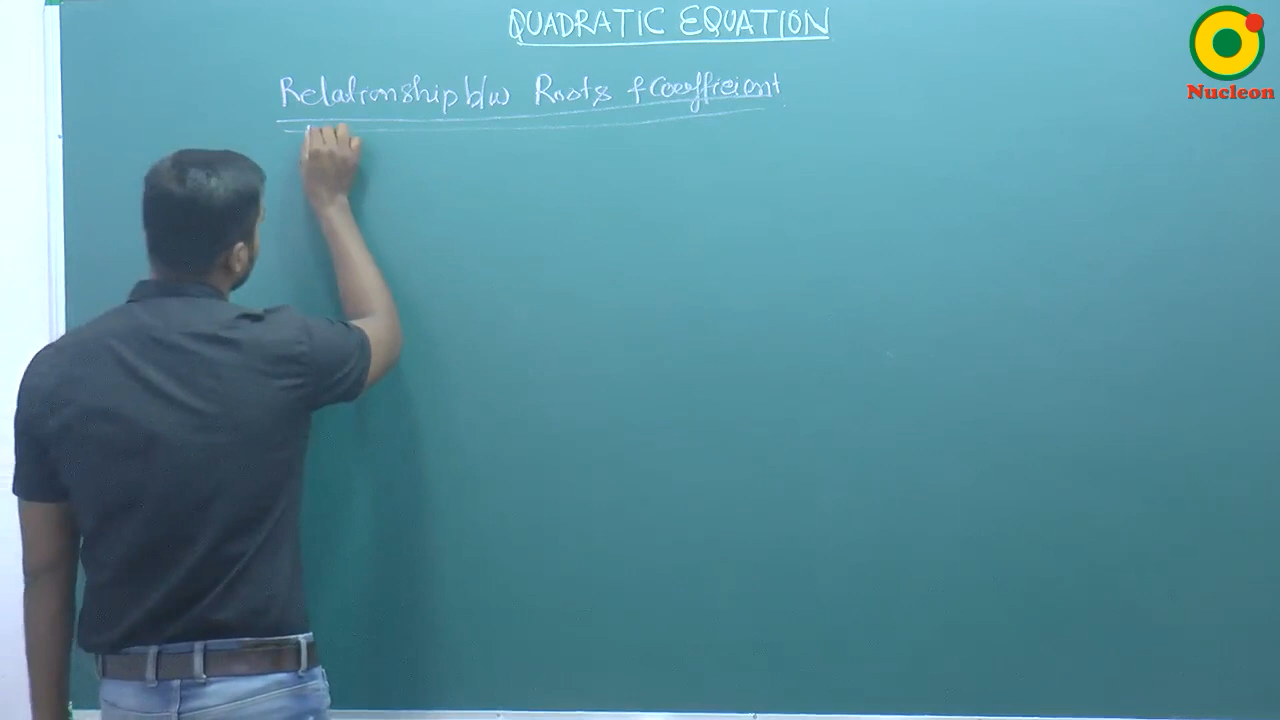 QUADRATIC EQUATION
Relationship b/w Roots & Coefficient
Nucleon